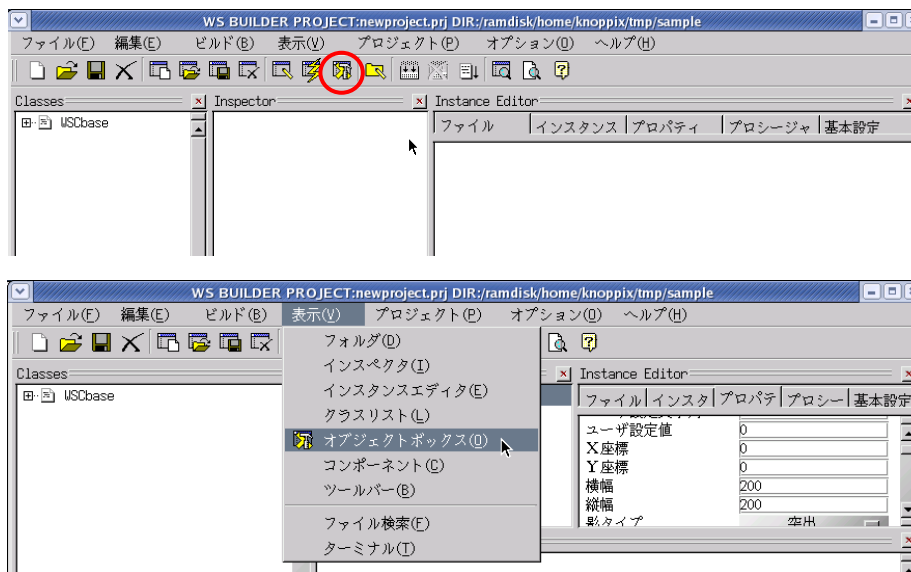 WS BUILDER PROJECT:newproject.prj DIR:/ramdisk/home/knoppix/tmp/sample
ファイル(F) 編集(E) ビルド(B) 表示(V) プロジェクト(P) オプション(O) ヘルプ(H)
Classes Inspector Instance Editor
WSCbase
ファイル インスタンス プロパティ プロシージャ 基本設定
WS BUILDER PROJECT:newproject.prj DIR:/ramdisk/home/knoppix/tmp/sample
ファイル(F) 編集(E) ビルド(B) 表示(V) プロジェクト(P) オプション(O) ヘルプ(H)
フォルダ(D)
インスペクタ(I)
インスタンスエディタ(E)
クラスリスト(L)
オブジェクトボックス(O)
コンポーネント(C)
ツールバー(B)
ファイル検索(F)
ターミナル(T)
Classes
WSCbase
Instance Editor
ファイル インスタ プロパティ プロシー 基本設定
ユーザ設定値 0
X座標 0
Y座標 0
横幅 200
縦幅 200
影タイプ 突出